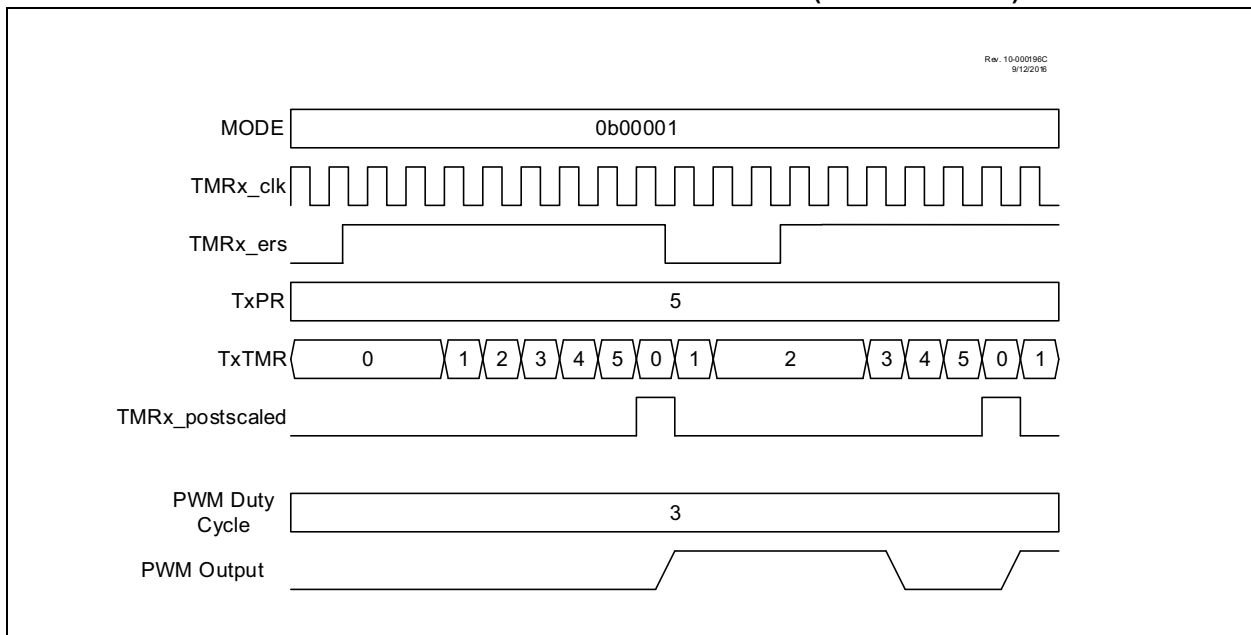 Rev. 10-000196C
9/12/2016
MODE 0b00001
TMRx_clk
TMRx_ers
TxPR 5
TxTMR 0 1 2 3 4 5 0 1 2 3 4 5 0 1
TMRx_postscaled
PWM Duty
Cycle 3
PWM Output